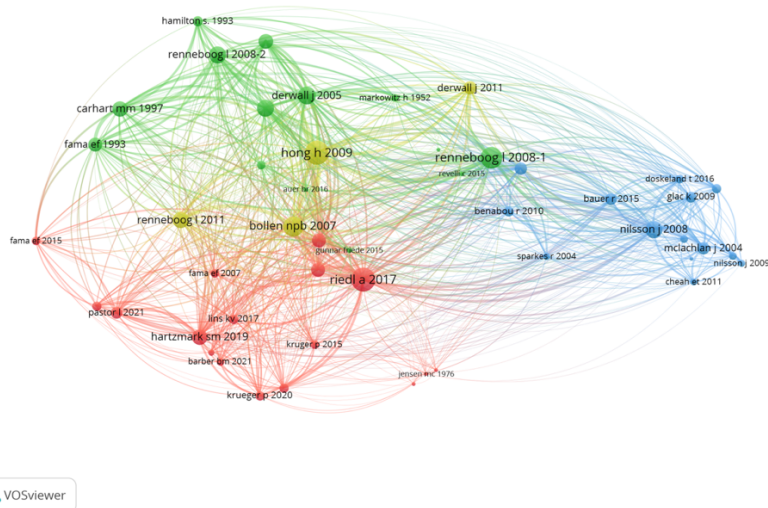 hamilton s. 1993
renneboog l 2008-2
derwall j 2011
derwall j 2005
markowitz h 1952
carhart mm 1997
fama ef 1993
hong h 2009
renneboog l 2008-1
revelli c 2015
doskeland t 2016
auer br 2016
bauer r 2015
glac k 2009
benabou r 2010
renneboog l 2011
bollen npb 2007
nilsson j 2008
fama ef 2015
gunnar friede 2015
mclachlan j 2004
sparkes r 2004
nilsson j 2009
fama ef 2007
riedl a 2017
cheah et 2011
pastor l 2021
lins kv 2017
hartzmark sm 2019
kruger p 2015
barber bm 2021
jensen mc 1976
krueger p 2020
VOSviewer